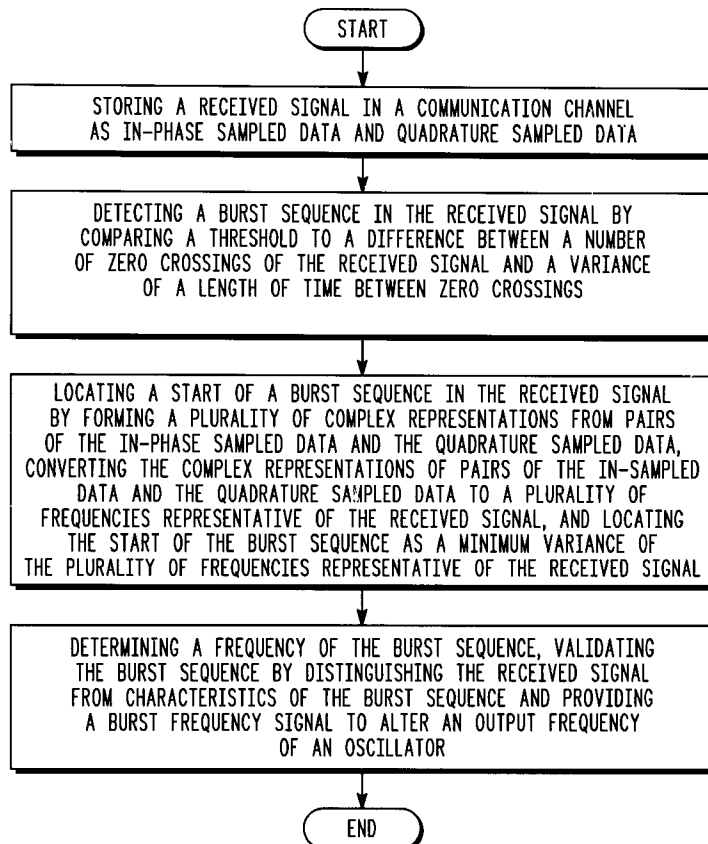 START
STORING A RECEIVED SIGNAL IN A COMMUNICATION CHANNEL
AS IN-PHASE SAMPLED DATA AND QUADRATURE SAMPLED DATA
DETECTING A BURST SEQUENCE IN THE RECEIVED SIGNAL BY
COMPARING A THRESHOLD TO A DIFFERENCE BETWEEN A NUMBER
OF ZERO CROSSINGS OF THE RECEIVED SIGNAL AND A VARIANCE
OF A LENGTH OF TIME BETWEEN ZERO CROSSINGS
LOCATING A START OF A BURST SEQUENCE IN THE RECEIVED SIGNAL
BY FORMING A PLURALITY OF COMPLEX REPRESENTATIONS FROM PAIRS
OF THE IN-PHASE SAMPLED DATA AND THE QUADRATURE SAMPLED DATA,
CONVERTING THE COMPLEX REPRESENTATIONS OF PAIRS OF THE IN-SAMPLED
DATA AND THE QUADRATURE SAMPLED DATA TO A PLURALITY OF
FREQUENCIES REPRESENTATIVE OF THE RECEIVED SIGNAL, AND LOCATING
THE START OF THE BURST SEQUENCE AS A MINIMUM VARIANCE OF
THE PLURALITY OF FREQUENCIES REPRESENTATIVE OF THE RECEIVED SIGNAL
DETERMINING A FREQUENCY OF THE BURST SEQUENCE, VALIDATING
THE BURST SEQUENCE BY DISTINGUISHING THE RECEIVED SIGNAL
FROM CHARACTERISTICS OF THE BURST SEQUENCE AND PROVIDING
A BURST FREQUENCY SIGNAL TO ALTER AN OUTPUT FREQUENCY
OF AN OSCILLATOR
END